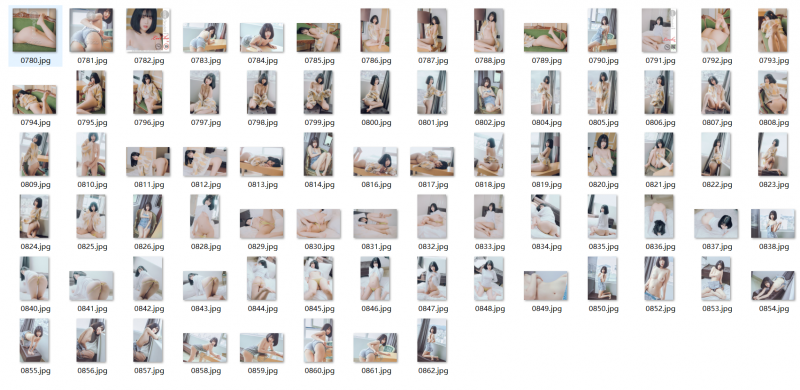 0780.jpg 0781.jpg 0782.jpg 0783.jpg 0784.jpg 0785.jpg 0786.jpg 0787.jpg 0788.jpg 0789.jpg 0790.jpg 0791.jpg 0792.jpg 0793.jpg
0794.jpg 0795.jpg 0796.jpg 0797.jpg 0798.jpg 0799.jpg 0800.jpg 0801.jpg 0802.jpg 0804.jpg 0805.jpg 0806.jpg 0807.jpg 0808.jpg
0809.jpg 0810.jpg 0811.jpg 0812.jpg 0813.jpg 0814.jpg 0816.jpg 0817.jpg 0818.jpg 0819.jpg 0820.jpg 0821.jpg 0822.jpg 0823.jpg
0824.jpg 0825.jpg 0826.jpg 0828.jpg 0829.jpg 0830.jpg 0831.jpg 0832.jpg 0833.jpg 0834.jpg 0835.jpg 0836.jpg 0837.jpg 0838.jpg
0840.jpg 0841.jpg 0842.jpg 0843.jpg 0844.jpg 0845.jpg 0846.jpg 0847.jpg 0848.jpg 0849.jpg 0850.jpg 0852.jpg 0853.jpg 0854.jpg
0855.jpg 0856.jpg 0857.jpg 0858.jpg 0859.jpg 0860.jpg 0861.jpg 0862.jpg